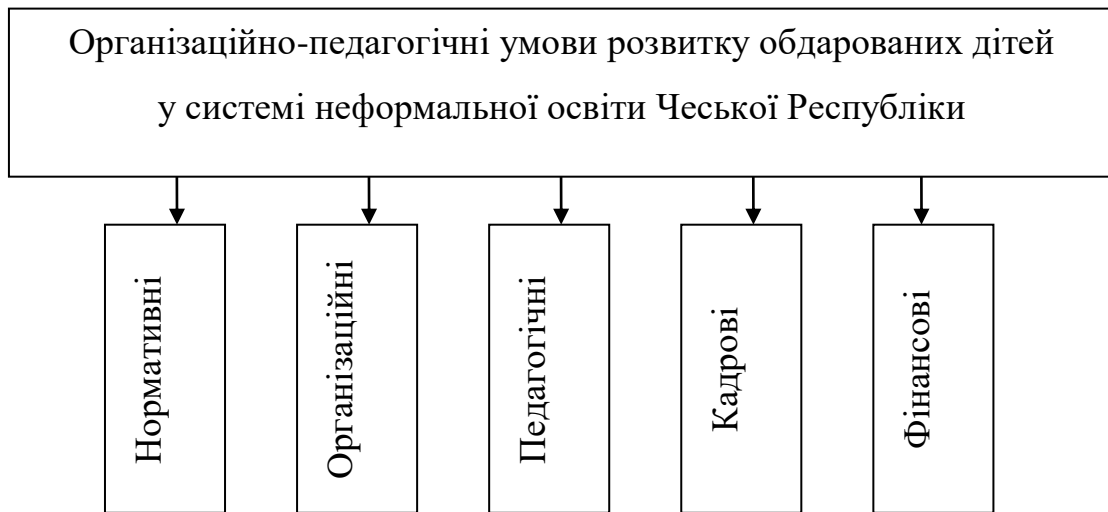 Організаційно-педагогічні умови розвитку обдарованих дітей
у системі неформальної освіти Чеської Республіки
Нормативні
Організаційні
Педагогічні
Кадрові
Фінансові